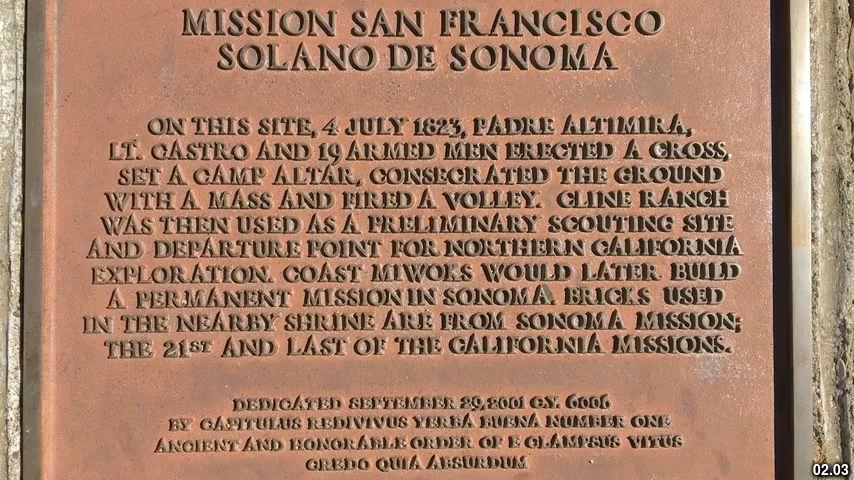 MISSION SAN FRANCISCO
SOLANO DE SONOMA
ON THIS SITE, 4 JULY 1823, PADRE ALTIMIRA,
LT. CASTRO AND 19 ARMED MEN ERECTED A CROSS,
SET A CAMP ALTAR, CONSECRATED THE GROUND
WITH A MASS AND FIRED A VOLLEY. CLINE RANCH
WAS THEN USED AS A PRELIMINARY SCOUTING SITE
AND DEPARTURE POINT FOR NORTHERN CALIFORNIA
EXPLORATION. COAST MIWOKS WOULD LATER BUILD
A PERMANENT MISSION IN SONOMA. BRICKS USED
IN THE NEARBY SHRINE ARE FROM SONOMA MISSION;
THE 21ST AND LAST OF THE CALIFORNIA MISSIONS.
DEDICATED SEPTEMBER 29, 2001 C.Y. 6006
BY CAPITULUS REDIVIVUS YERBA BUENA NUMBER ONE
ANCIENT AND HONORABLE ORDER OF E CLAMPSUS VITUS
CREDO QUIA ABSURDUM
02.03